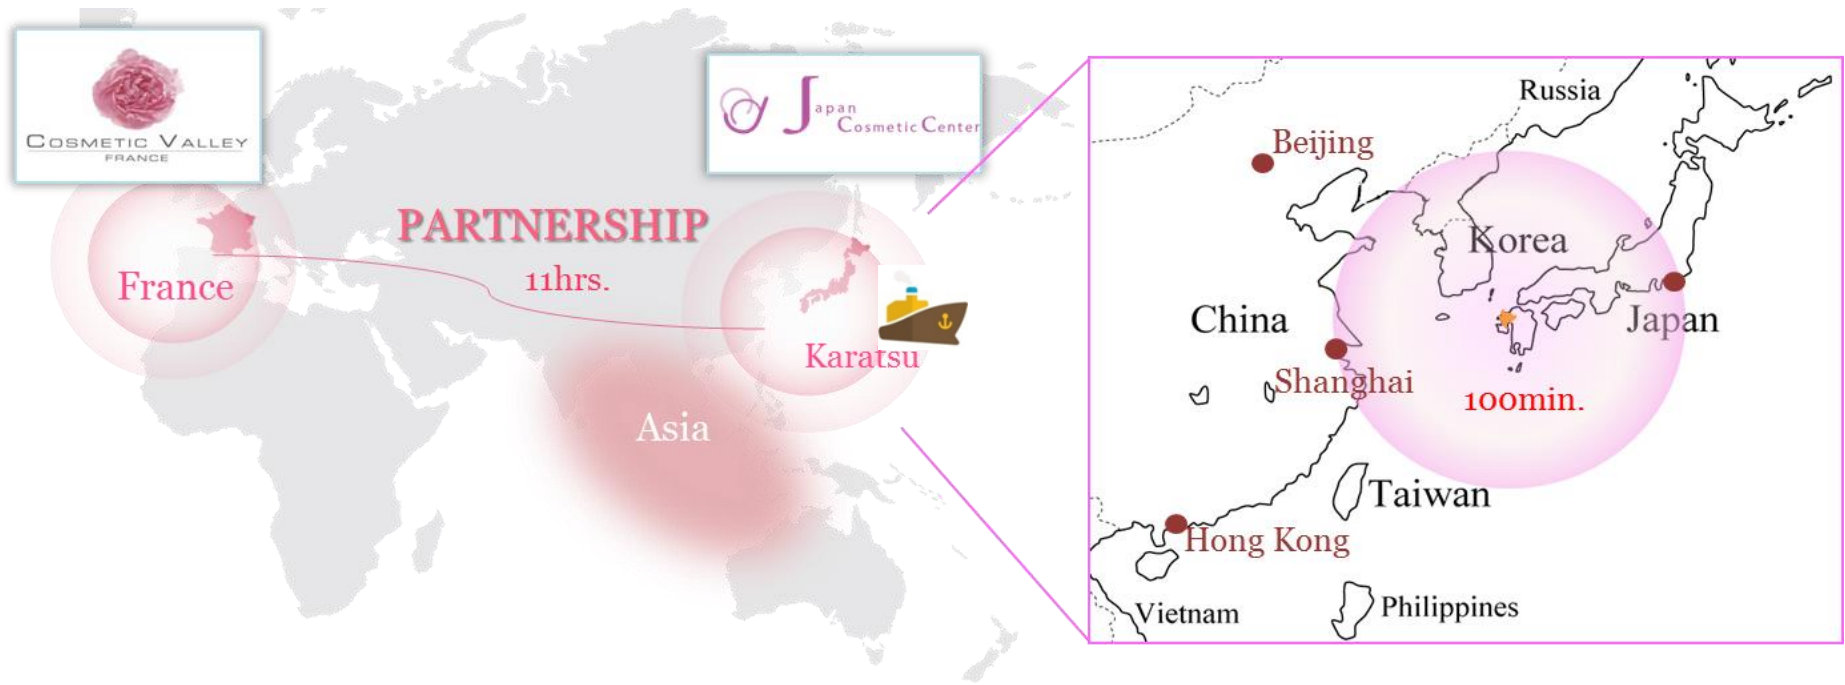 COSMETIC VALLEY
FRANCE
Japan
Cosmetic Center
PARTNERSHIP
11hrs.
France
Karatsu
Asia
Russia
Beijing
Korea
China
Japan
Shanghai
100min.
Taiwan
Hong Kong
Vietnam
Philippines